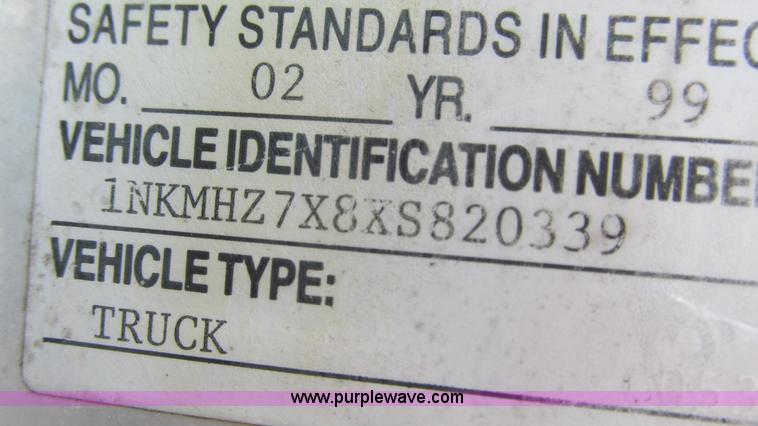 SAFETY STANDARDS IN EFFEC
MO. 02 YR. 99
VEHICLE IDENTIFICATION NUMBE
1NKMHZ7X8XS820339
VEHICLE TYPE:
TRUCK
www.purplewave.com